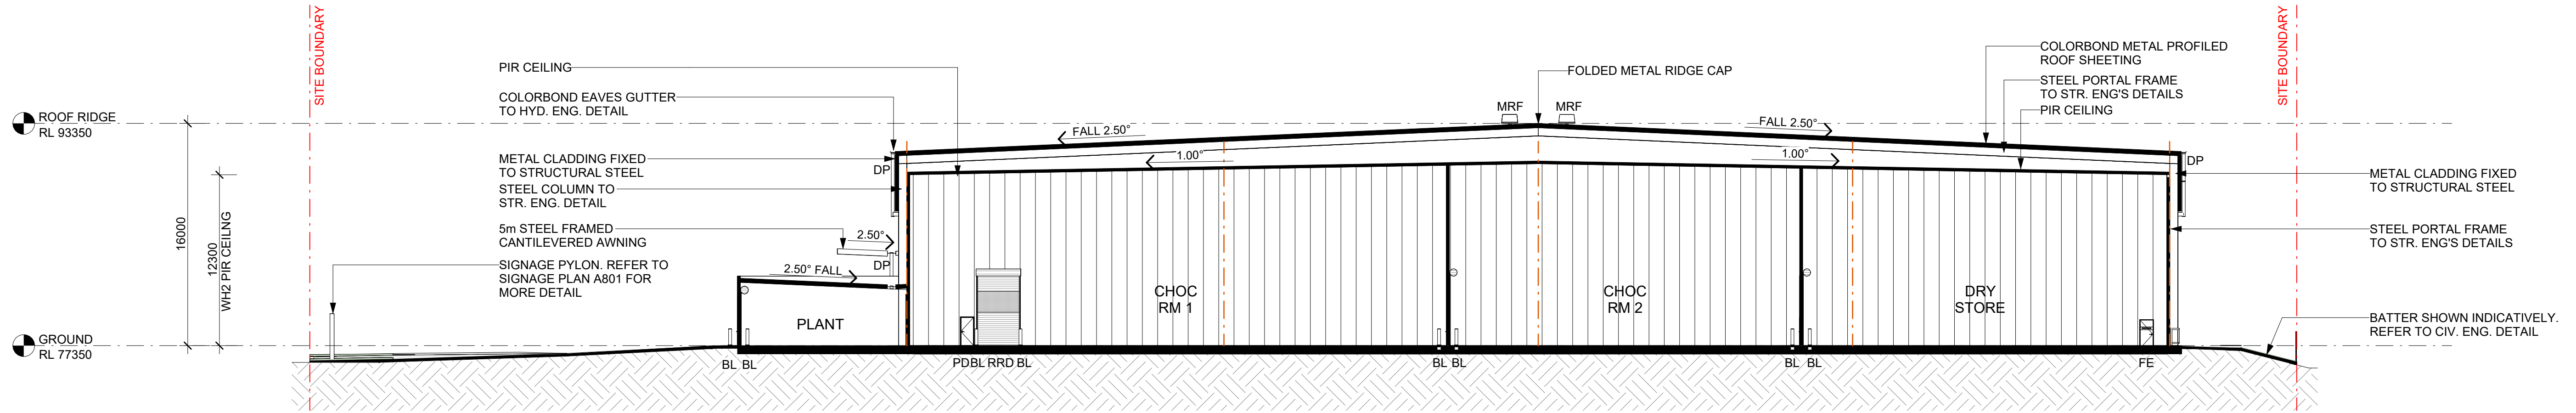 SITE BOUNDARY
SITE BOUNDARY
ROOF RIDGE
RL 93350
GROUND
RL 77350
16000
12300
WH2 PIR CEILNG
PIR CEILING
COLORBOND EAVES GUTTER
TO HYD. ENG. DETAIL
METAL CLADDING FIXED
TO STRUCTURAL STEEL
STEEL COLUMN TO
STR. ENG. DETAIL
5m STEEL FRAMED
CANTILEVERED AWNING
SIGNAGE PYLON. REFER TO
SIGNAGE PLAN A801 FOR
MORE DETAIL
DP
2.50°
DP
2.50° FALL
PLANT
FALL 2.50°
1.00°
MRF
MRF
FOLDED METAL RIDGE CAP
FALL 2.50°
1.00°
CHOC
RM 1
CHOC
RM 2
DRY
STORE
COLORBOND METAL PROFILED
ROOF SHEETING
STEEL PORTAL FRAME
TO STR. ENG'S DETAILS
PIR CEILING
DP
METAL CLADDING FIXED
TO STRUCTURAL STEEL
STEEL PORTAL FRAME
TO STR. ENG'S DETAILS
BATTER SHOWN INDICATIVELY.
REFER TO CIV. ENG. DETAIL
BL BL
PD BL RRD BL
BL BL
BL BL
FE